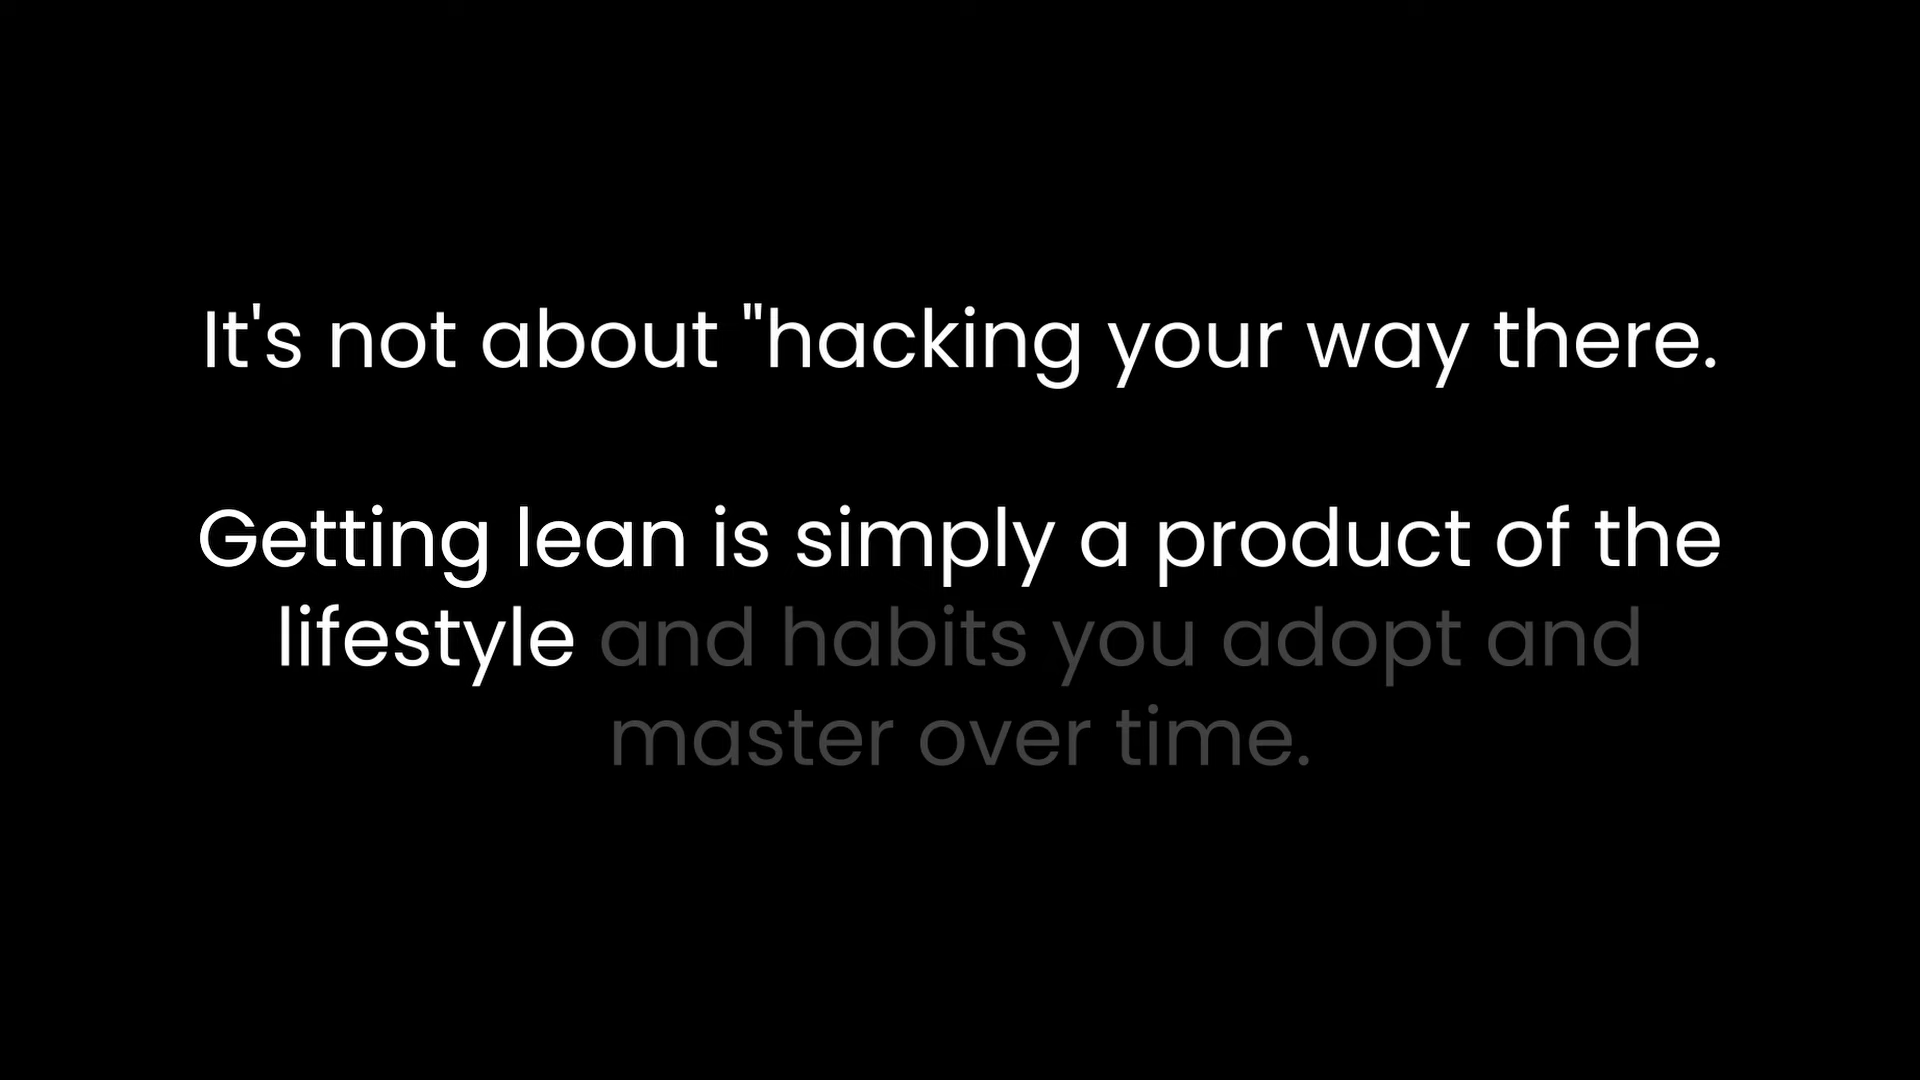 It's not about "hacking your way there.
Getting lean is simply a product of the
lifestyle and habits you adopt and
master over time.